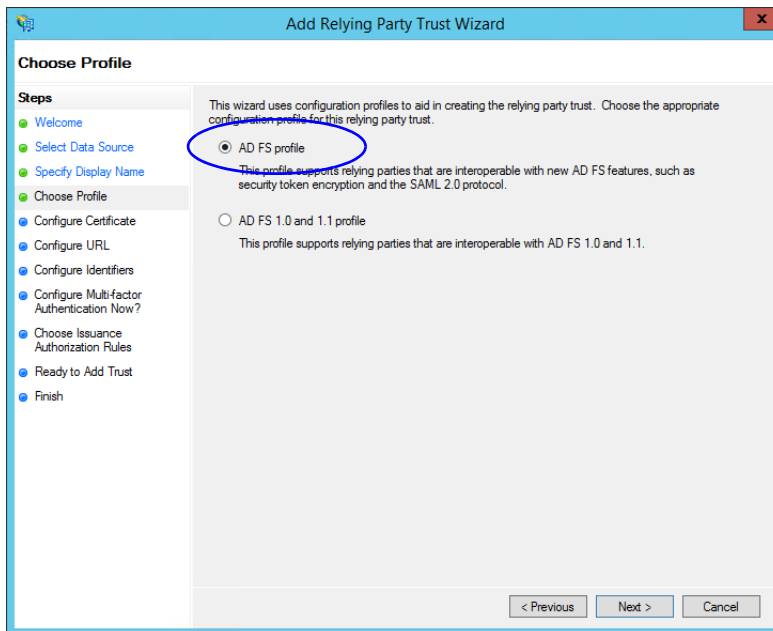 Add Relying Party Trust Wizard
x
Choose Profile
Steps
Welcome
Select Data Source
Specify Display Name
Choose Profile
Configure Certificate
Configure URL
Configure Identifiers
Configure Multi-factor
Authentication Now?
Choose Issuance
Authorization Rules
Ready to Add Trust
Finish
This wizard uses configuration profiles to aid in creating the relying party trust. Choose the appropriate
configuration profile for this relying party trust.
AD FS profile
This profile supports relying parties that are interoperable with new AD FS features, such as
security token encryption and the SAML 2.0 protocol.
AD FS 1.0 and 1.1 profile
This profile supports relying parties that are interoperable with AD FS 1.0 and 1.1.
< Previous
Next >
Cancel